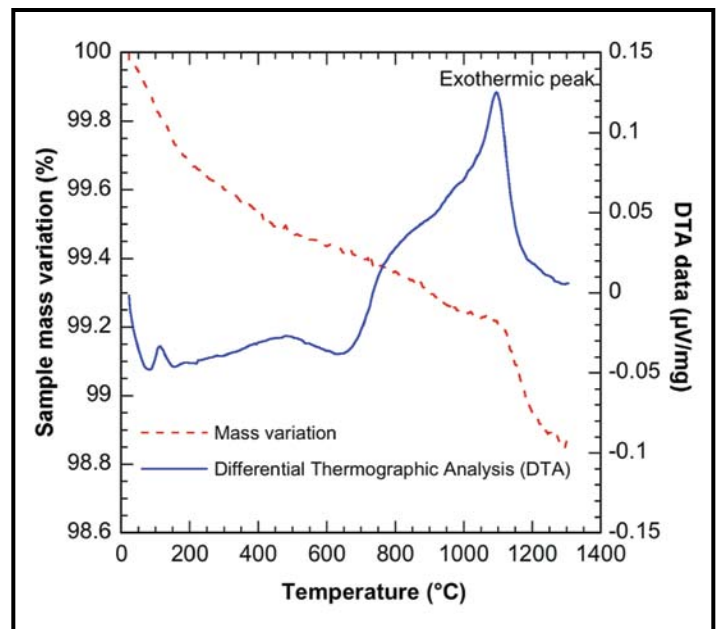 Exothermic peak
100
99.8
99.6
99.4
99.2
99
98.8
98.6
Sample mass variation (%)
0.15
0.1
0.05
0
-0.05
-0.1
-0.15
DTA data (µV/mg)
Mass variation
Differential Thermographic Analysis (DTA)
0 200 400 600 800 1000 1200 1400
Temperature (°C)